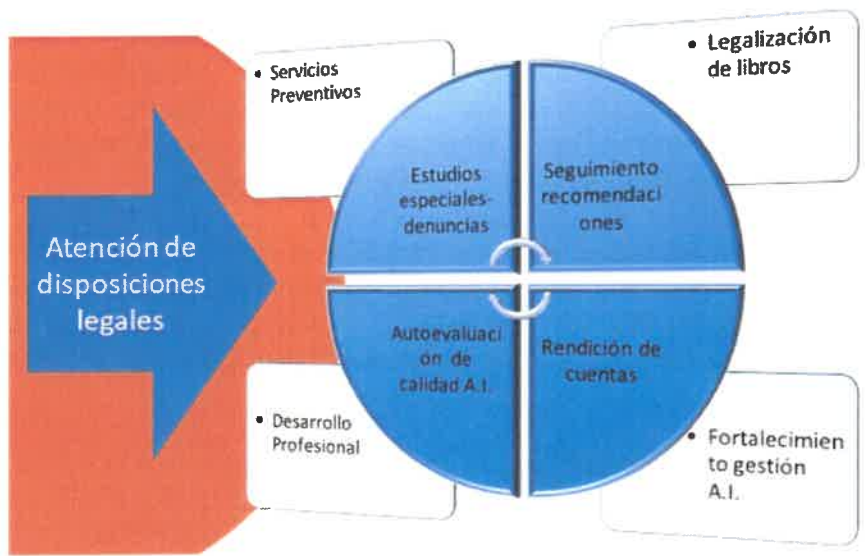 • Servicios
Preventivos
• Legalización
de libros
Estudios
especiales-
denuncias
Seguimiento
recomendaci
ones
Atención de
disposiciones
legales
Autoevaluaci
ón de
calidad A.I.
Rendición de
cuentas
• Desarrollo
Profesional
• Fortalecimien
to gestión
A.I.